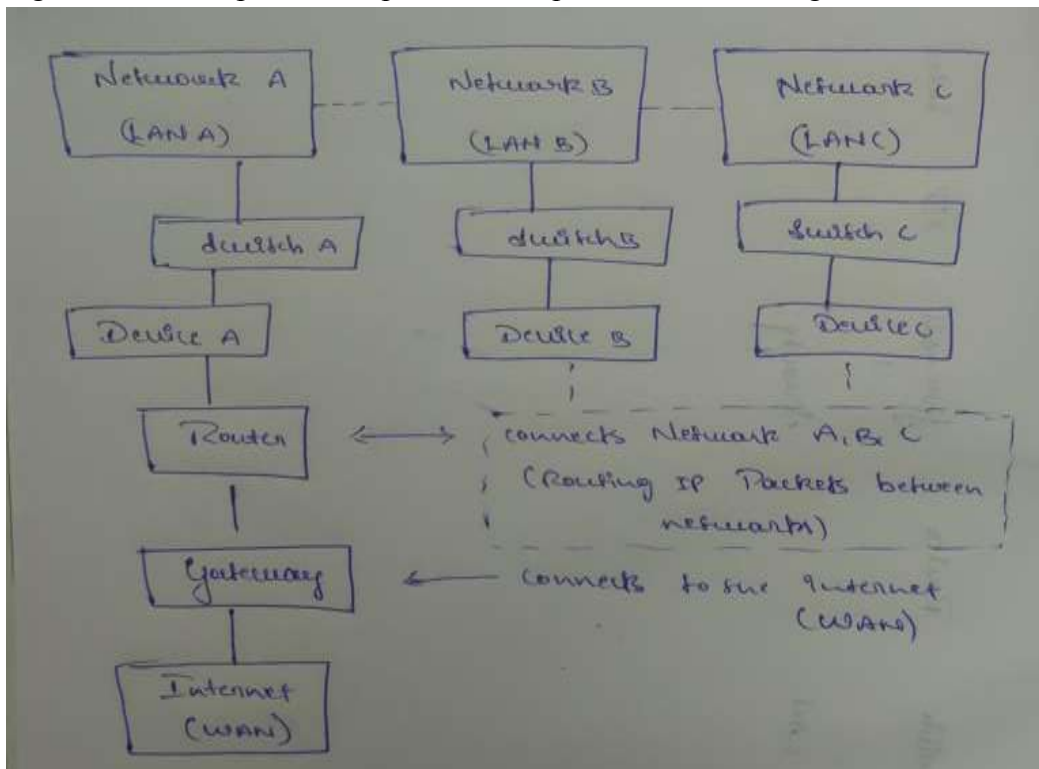 Network A
(LAN A)
Network B
(LAN B)
Network C
(LAN C)
Switch A
Switch B
Switch C
Device A
Device B
Device C
Router
connects Network A, B, C
(Routing IP Packets between
networks)
Gateway
connects to the Internet
(WAN)
Internet
(WAN)